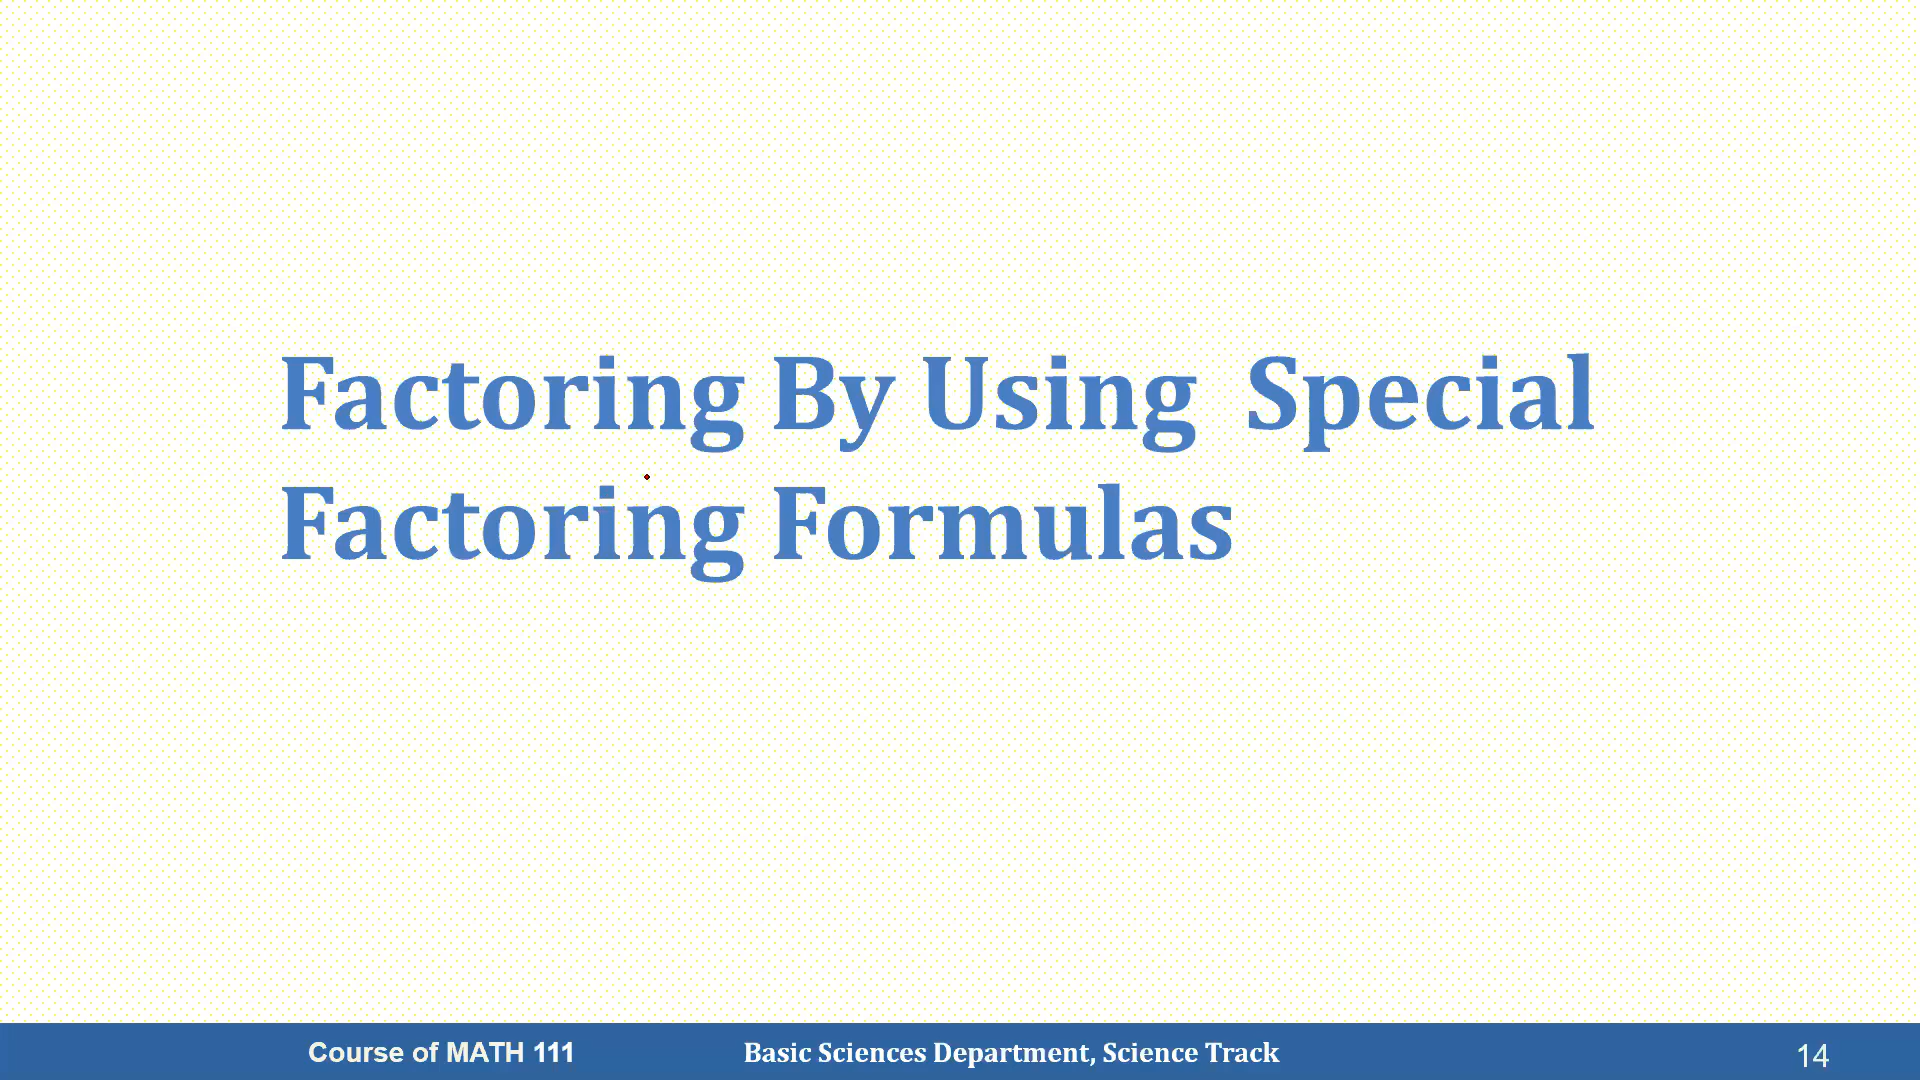 Factoring By Using  Special
Factoring Formulas
Course of MATH 111
Basic Sciences Department, Science Track
14